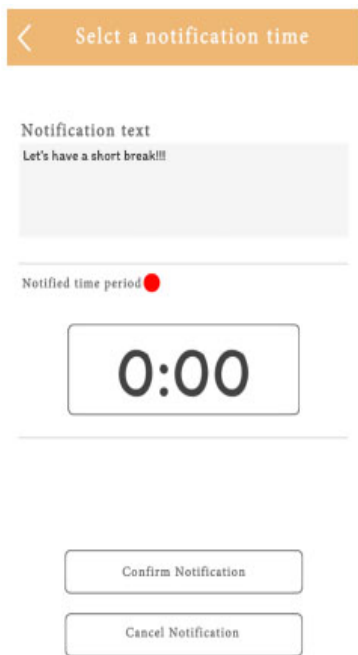 Selct a notification time
Notification text
Let's have a short break!!!
Notified time period
0:00
Confirm Notification
Cancel Notification